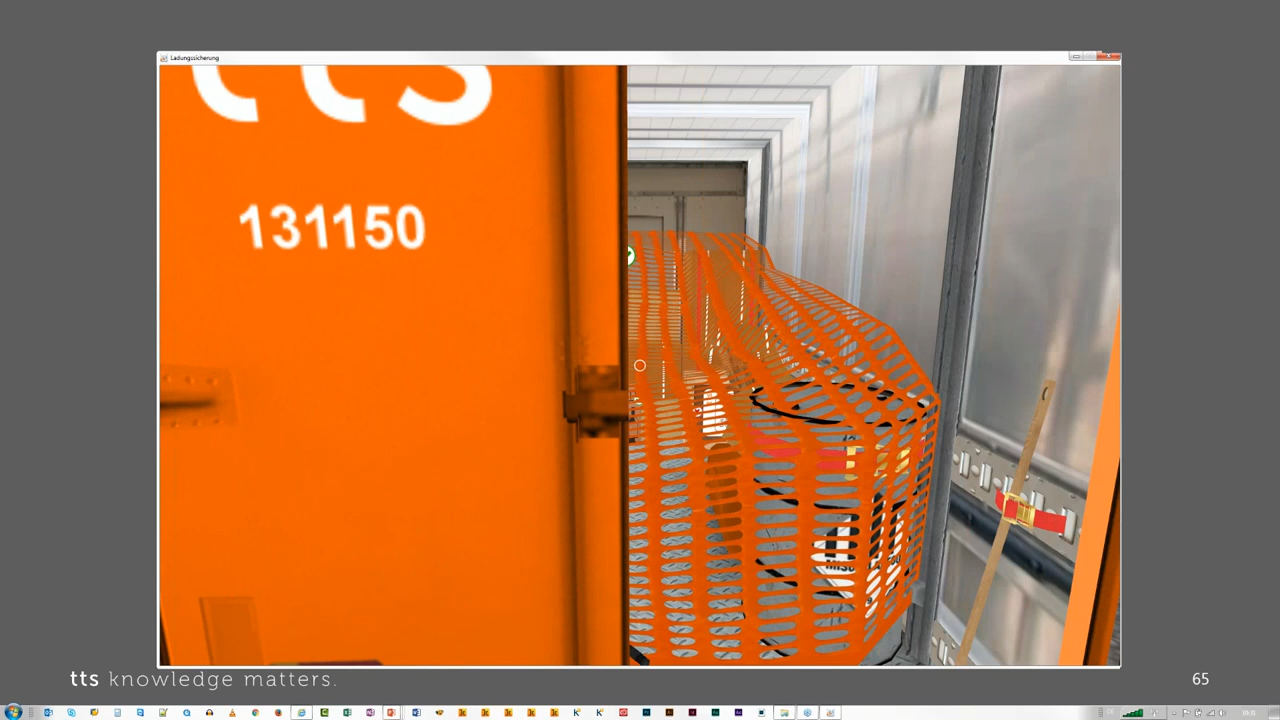 Ladungssicherung
tts
131150
tts knowledge matters.
65